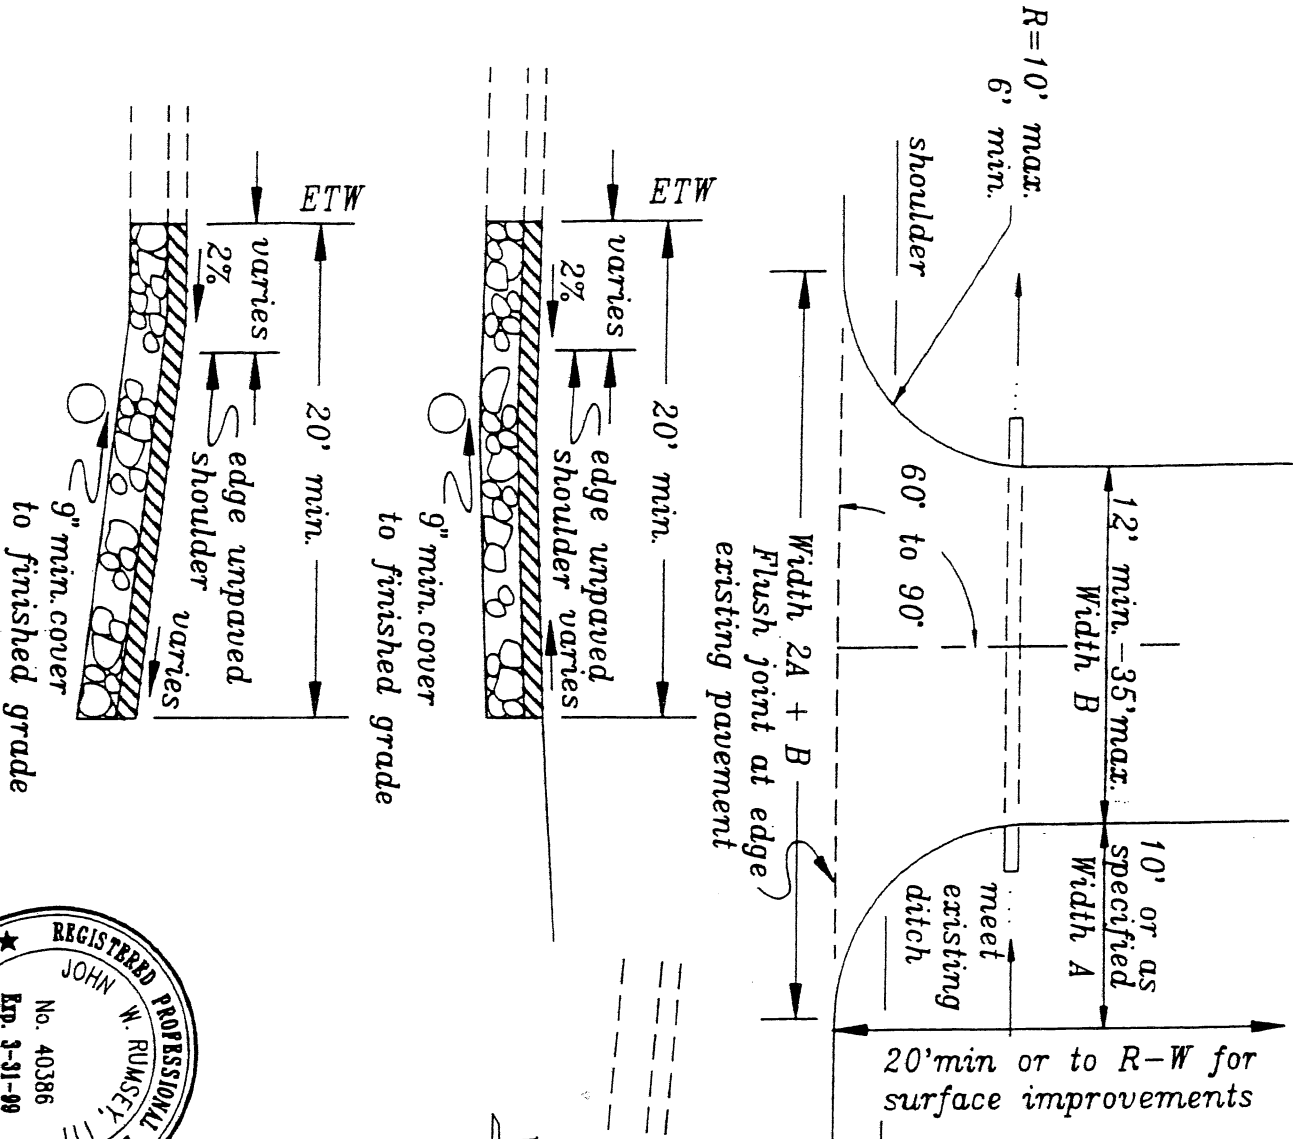 R=10' max.
6' min.
shoulder
12' min.-35'max.
Width B
10' or as
specified
Width A
60° to 90°
meet
existing
ditch
Width 2A + B
Flush joint at edge
existing pavement
20'min or to R-W for
surface improvements
ETW
20' min.
varies
2%
edge unpaved
shoulder
varies
9" min. cover
to finished grade
ETW
20' min.
varies
2%
edge unpaved
shoulder
varies
9" min. cover
to finished grade
REGISTERED PROFESSIONAL
JOHN W. RUMSEY,
No. 40386
Exp. 3-31-99